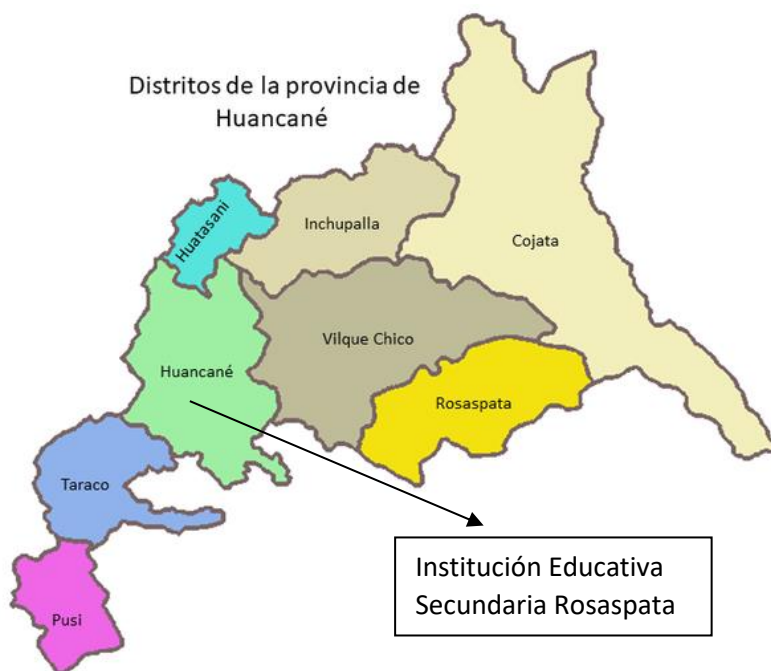 Distritos de la provincia de
Huancané
Huatasani
Inchupalla
Cojata
Vilque Chico
Huancané
Rosaspata
Taraco
Pusi
Institución Educativa
Secundaria Rosaspata